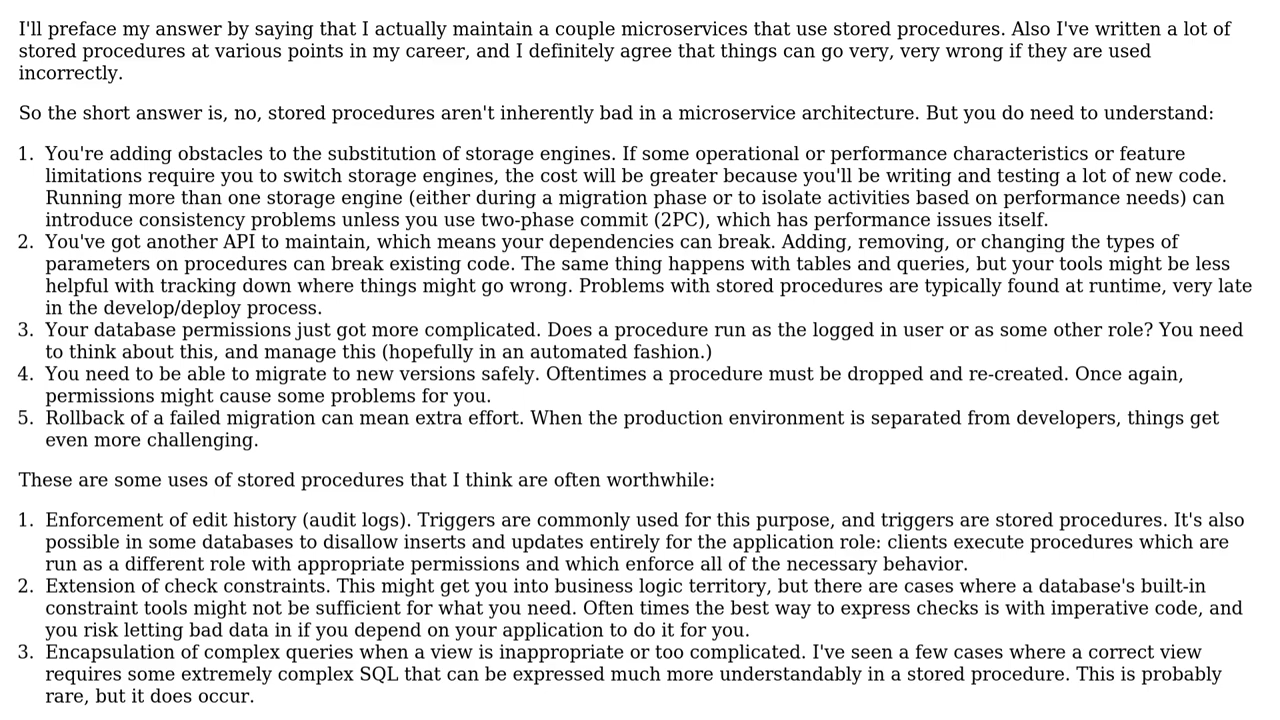 I'll preface my answer by saying that I actually maintain a couple microservices that use stored procedures. Also I've written a lot of
stored procedures at various points in my career, and I definitely agree that things can go very, very wrong if they are used
incorrectly.
So the short answer is, no, stored procedures aren't inherently bad in a microservice architecture. But you do need to understand:
1. You're adding obstacles to the substitution of storage engines. If some operational or performance characteristics or feature
limitations require you to switch storage engines, the cost will be greater because you'll be writing and testing a lot of new code.
Running more than one storage engine (either during a migration phase or to isolate activities based on performance needs) can
introduce consistency problems unless you use two-phase commit (2PC), which has performance issues itself.
2. You've got another API to maintain, which means your dependencies can break. Adding, removing, or changing the types of
parameters on procedures can break existing code. The same thing happens with tables and queries, but your tools might be less
helpful with tracking down where things might go wrong. Problems with stored procedures are typically found at runtime, very late
in the develop/deploy process.
3. Your database permissions just got more complicated. Does a procedure run as the logged in user or as some other role? You need
to think about this, and manage this (hopefully in an automated fashion.)
4. You need to be able to migrate to new versions safely. Oftentimes a procedure must be dropped and re-created. Once again,
permissions might cause some problems for you.
5. Rollback of a failed migration can mean extra effort. When the production environment is separated from developers, things get
even more challenging.
These are some uses of stored procedures that I think are often worthwhile:
1. Enforcement of edit history (audit logs). Triggers are commonly used for this purpose, and triggers are stored procedures. It's also
possible in some databases to disallow inserts and updates entirely for the application role: clients execute procedures which are
run as a different role with appropriate permissions and which enforce all of the necessary behavior.
2. Extension of check constraints. This might get you into business logic territory, but there are cases where a database's built-in
constraint tools might not be sufficient for what you need. Often times the best way to express checks is with imperative code, and
you risk letting bad data in if you depend on your application to do it for you.
3. Encapsulation of complex queries when a view is inappropriate or too complicated. I've seen a few cases where a correct view
requires some extremely complex SQL that can be expressed much more understandably in a stored procedure. This is probably
rare, but it does occur.